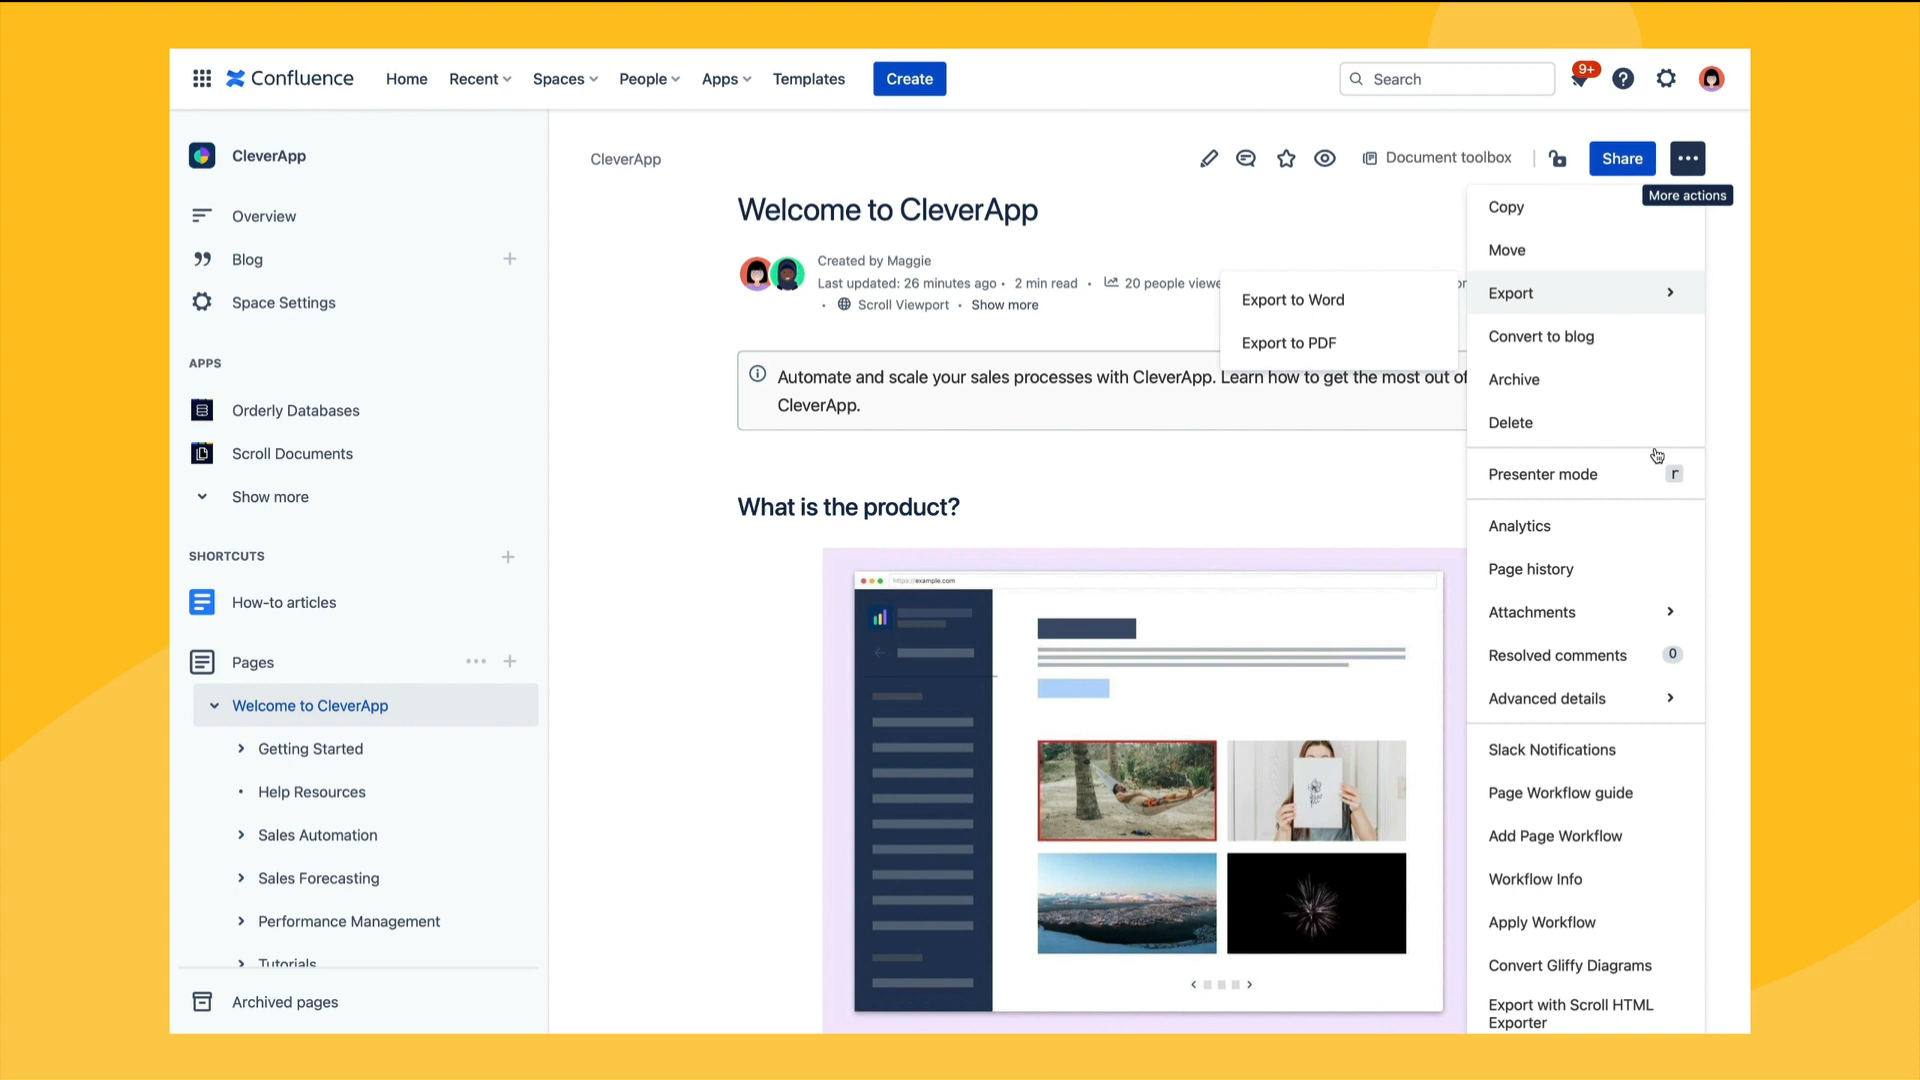 Confluence
Home
Recent
Spaces
People
Apps
Templates
Create
Search
9+
CleverApp
Overview
Blog
Space Settings
APPS
Orderly Databases
Scroll Documents
Show more
SHORTCUTS
How-to articles
Pages
Welcome to CleverApp
Getting Started
Help Resources
Sales Automation
Sales Forecasting
Performance Management
Tutorials
Archived pages
CleverApp
Document toolbox
Share
More actions
Welcome to CleverApp
Created by Maggie
Last updated: 26 minutes ago • 2 min read • 20 people viewe
• Scroll Viewport • Show more
Automate and scale your sales processes with CleverApp. Learn how to get the most out of
CleverApp.
What is the product?
https://example.com
Export to Word
Export to PDF
Copy
Move
Export
Convert to blog
Archive
Delete
Presenter mode r
Analytics
Page history
Attachments
Resolved comments 0
Advanced details
Slack Notifications
Page Workflow guide
Add Page Workflow
Workflow Info
Apply Workflow
Convert Gliffy Diagrams
Export with Scroll HTML
Exporter